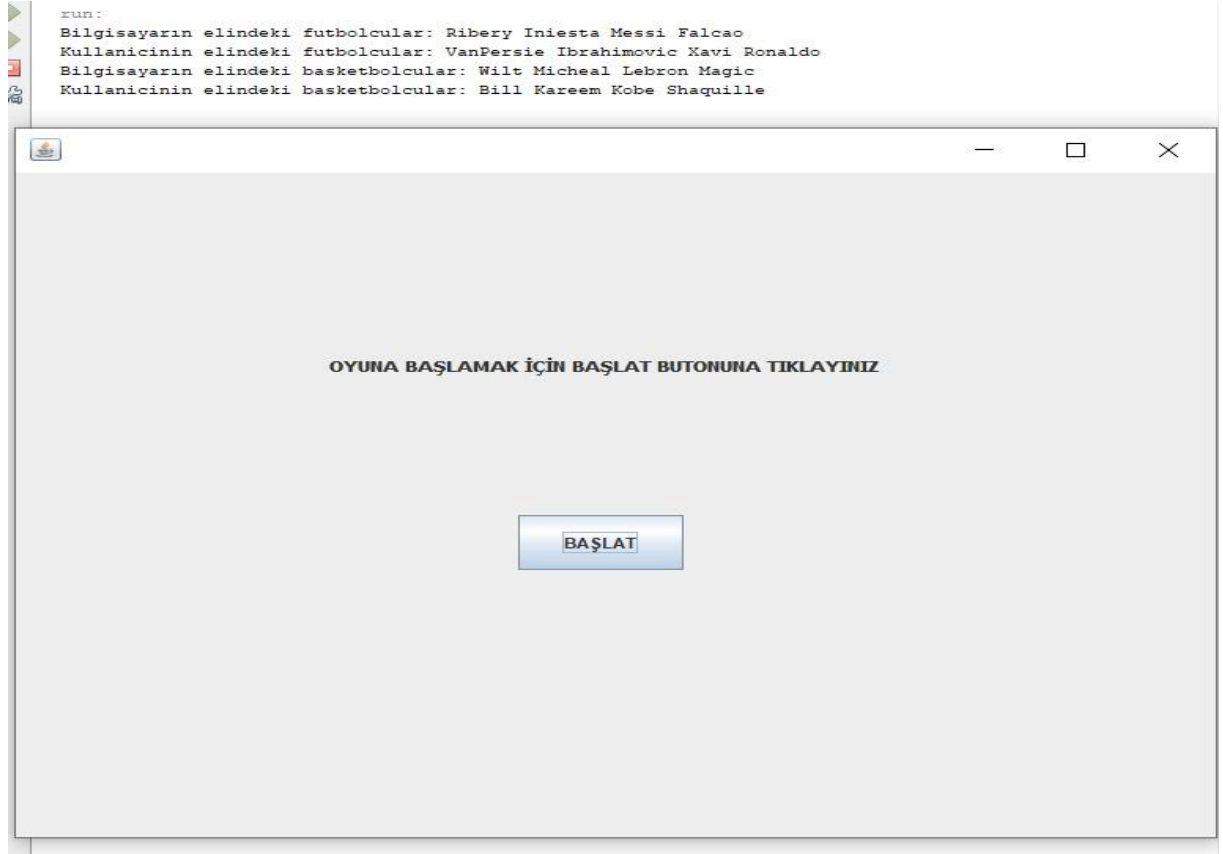 run:
Bilgisayarın elindeki futbolcular: Ribery Iniesta Messi Falcao
Kullanicinin elindeki futbolcular: VanPersie Ibrahimovic Xavi Ronaldo
Bilgisayarın elindeki basketbolcular: Wilt Micheal Lebron Magic
Kullanicinin elindeki basketbolcular: Bill Kareem Kobe Shaquille
OYUNA BAŞLAMAK İÇİN BAŞLAT BUTONUNA TIKLAYINIZ
BAŞLAT